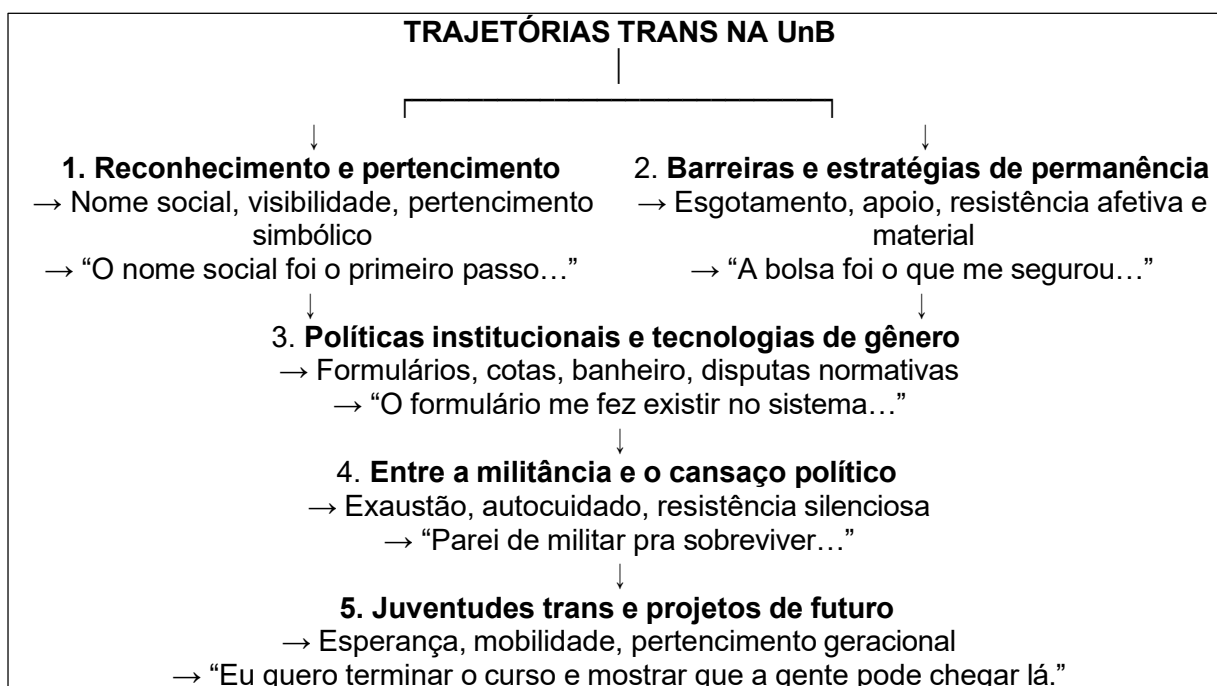 TRAJETÓRIAS TRANS NA UnB
1. Reconhecimento e pertencimento
→ Nome social, visibilidade, pertencimento
simbólico
→ “O nome social foi o primeiro passo…”
2. Barreiras e estratégias de permanência
→ Esgotamento, apoio, resistência afetiva e
material
→ “A bolsa foi o que me segurou…”
3. Políticas institucionais e tecnologias de gênero
→ Formulários, cotas, banheiro, disputas normativas
→ “O formulário me fez existir no sistema…”
4. Entre a militância e o cansaço político
→ Exaustão, autocuidado, resistência silenciosa
→ “Parei de militar pra sobreviver…”
5. Juventudes trans e projetos de futuro
→ Esperança, mobilidade, pertencimento geracional
→ “Eu quero terminar o curso e mostrar que a gente pode chegar lá.”